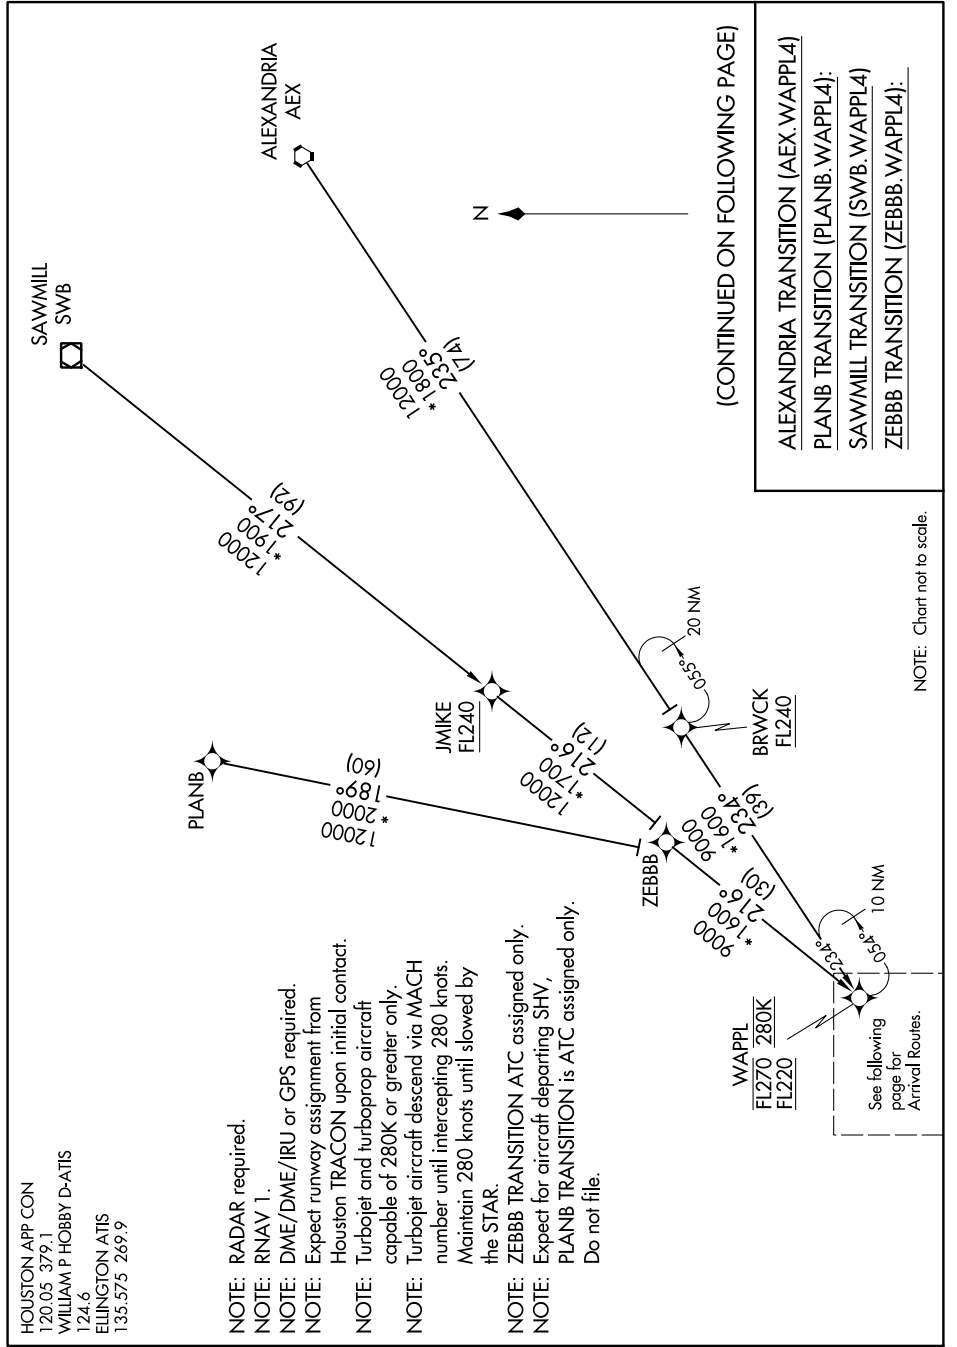 HOUSTON APP CON
120.05 379.1
WILLIAM P HOBBY D-ATIS
124.6
ELLINGTON ATIS
135.575 269.9
NOTE: RADAR required.
NOTE: RNAV 1.
NOTE: DME/DME/IRU or GPS required.
NOTE: Expect runway assignment from
Houston TRACON upon initial contact.
NOTE: Turbojet and turboprop aircraft
capable of 280K or greater only.
NOTE: Turbojet aircraft descend via MACH
number until intercepting 280 knots.
Maintain 280 knots until slowed by
the STAR.
NOTE: ZEBBB TRANSITION ATC assigned only.
NOTE: Expect for aircraft departing SHV,
PLANB TRANSITION is ATC assigned only.
Do not file.
SAWMILL
SWB
ALEXANDRIA
AEX
12000
*1900
217°
(92)
12000
*1800
235°
(74)
N
PLANB
12000
*2000
189°
(60)
JMIKE
FL240
12000
*1700
216°
(12)
ZEBBB
9000
*1600
216°
(30)
BRWCK
FL240
055°
20 NM
9000
*1600
234°
(39)
234°
054°
10 NM
WAPPL
FL270 280K
FL220
See following
page for
Arrival Routes.
NOTE: Chart not to scale.
(CONTINUED ON FOLLOWING PAGE)
ALEXANDRIA TRANSITION (AEX.WAPPL4)
PLANB TRANSITION (PLANB.WAPPL4):
SAWMILL TRANSITION (SWB.WAPPL4)
ZEBBB TRANSITION (ZEBBB.WAPPL4):